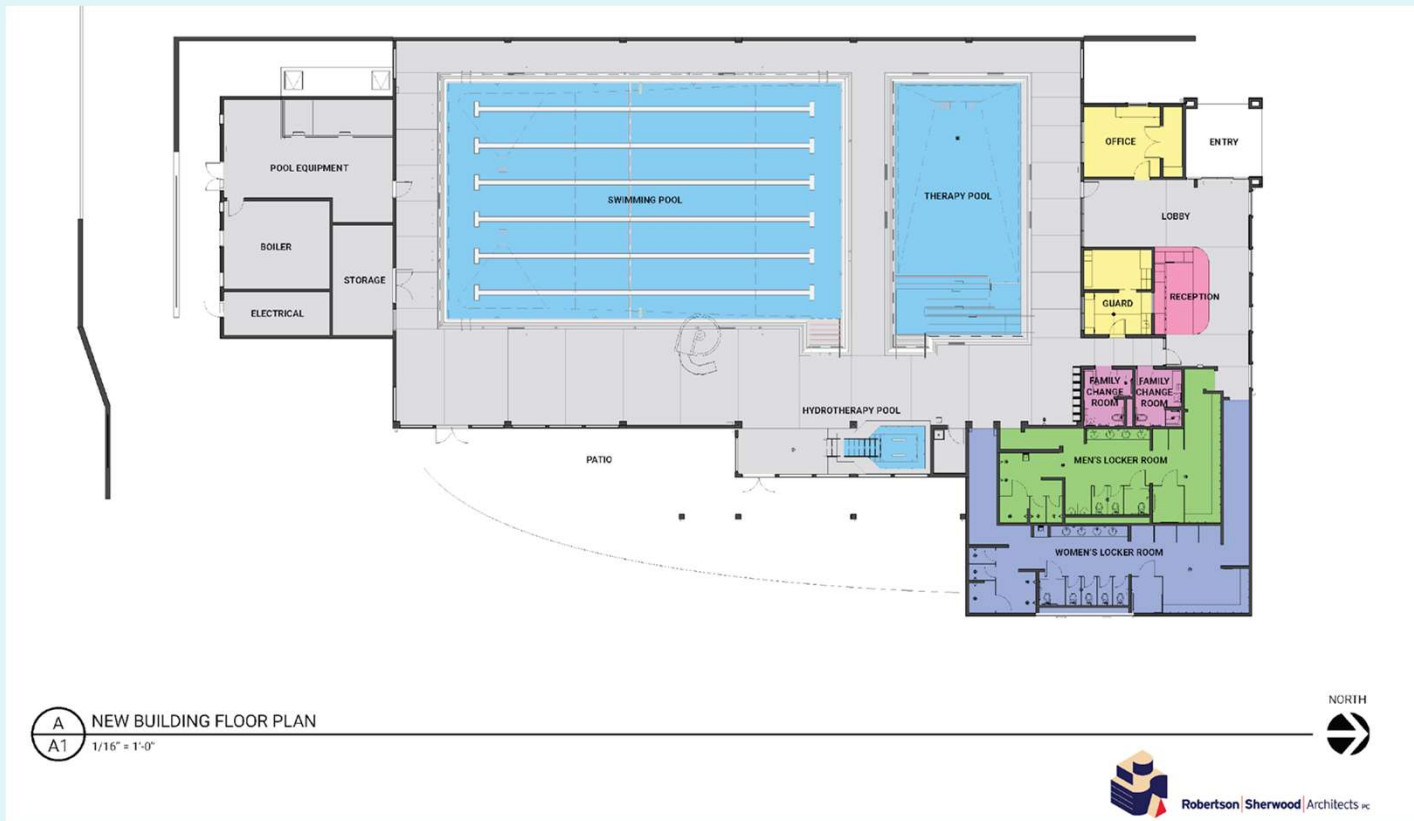 OFFICE
ENTRY
POOL EQUIPMENT
SWIMMING POOL
THERAPY POOL
LOBBY
BOILER
STORAGE
GUARD
RECEPTION
ELECTRICAL
FAMILY
CHANGE
ROOM
FAMILY
CHANGE
ROOM
HYDROTHERAPY POOL
PATIO
MEN'S LOCKER ROOM
WOMEN'S LOCKER ROOM
A
A1
NEW BUILDING FLOOR PLAN
1/16" = 1'-0"
NORTH
Robertson | Sherwood | Architects PC